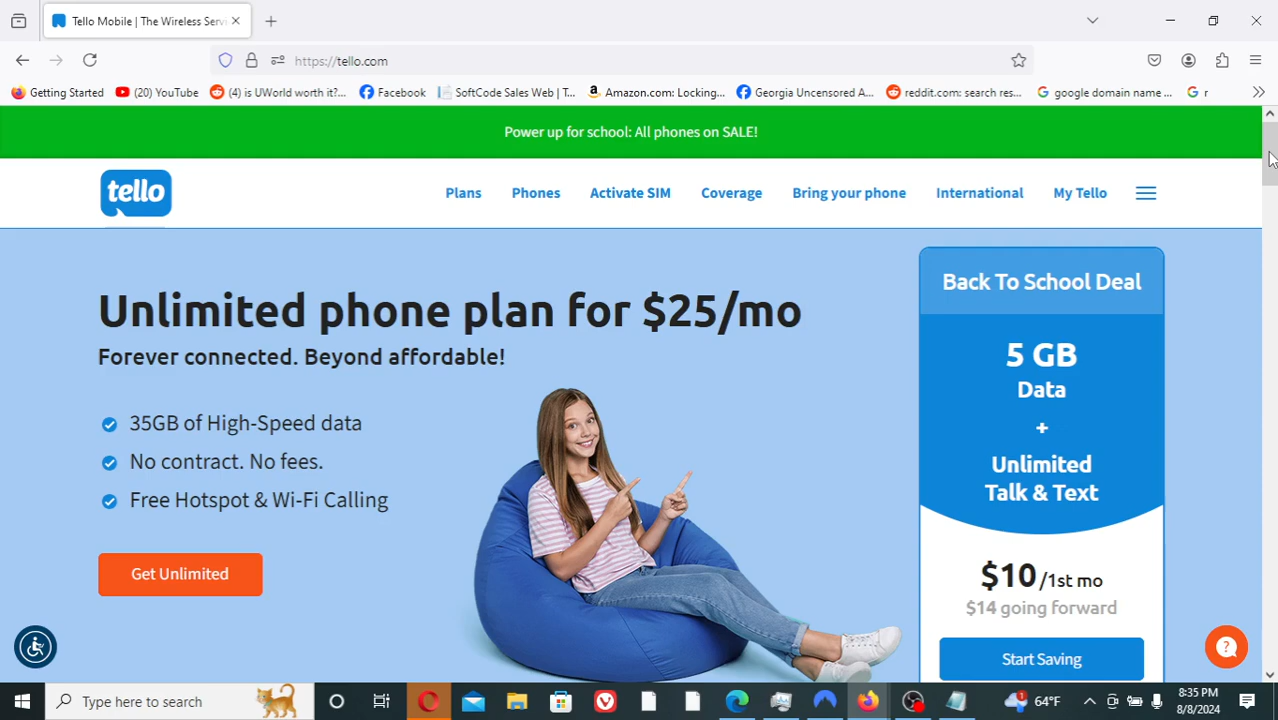 Tello Mobile | The Wireless Serv
https://tello.com
Getting Started
(20) YouTube
(4) is UWorld worth it?...
Facebook
SoftCode Sales Web | T...
Amazon.com: Locking...
Georgia Uncensored A...
reddit.com: search res...
google domain name ...
r
Power up for school: All phones on SALE!
tello
Plans
Phones
Activate SIM
Coverage
Bring your phone
International
My Tello
Unlimited phone plan for $25/mo
Forever connected. Beyond affordable!
35GB of High-Speed data
No contract. No fees.
Free Hotspot & Wi-Fi Calling
Get Unlimited
Back To School Deal
5 GB
Data
+
Unlimited
Talk & Text
$10 /1st mo
$14 going forward
Start Saving
Type here to search
64°F
8:35 PM
8/8/2024